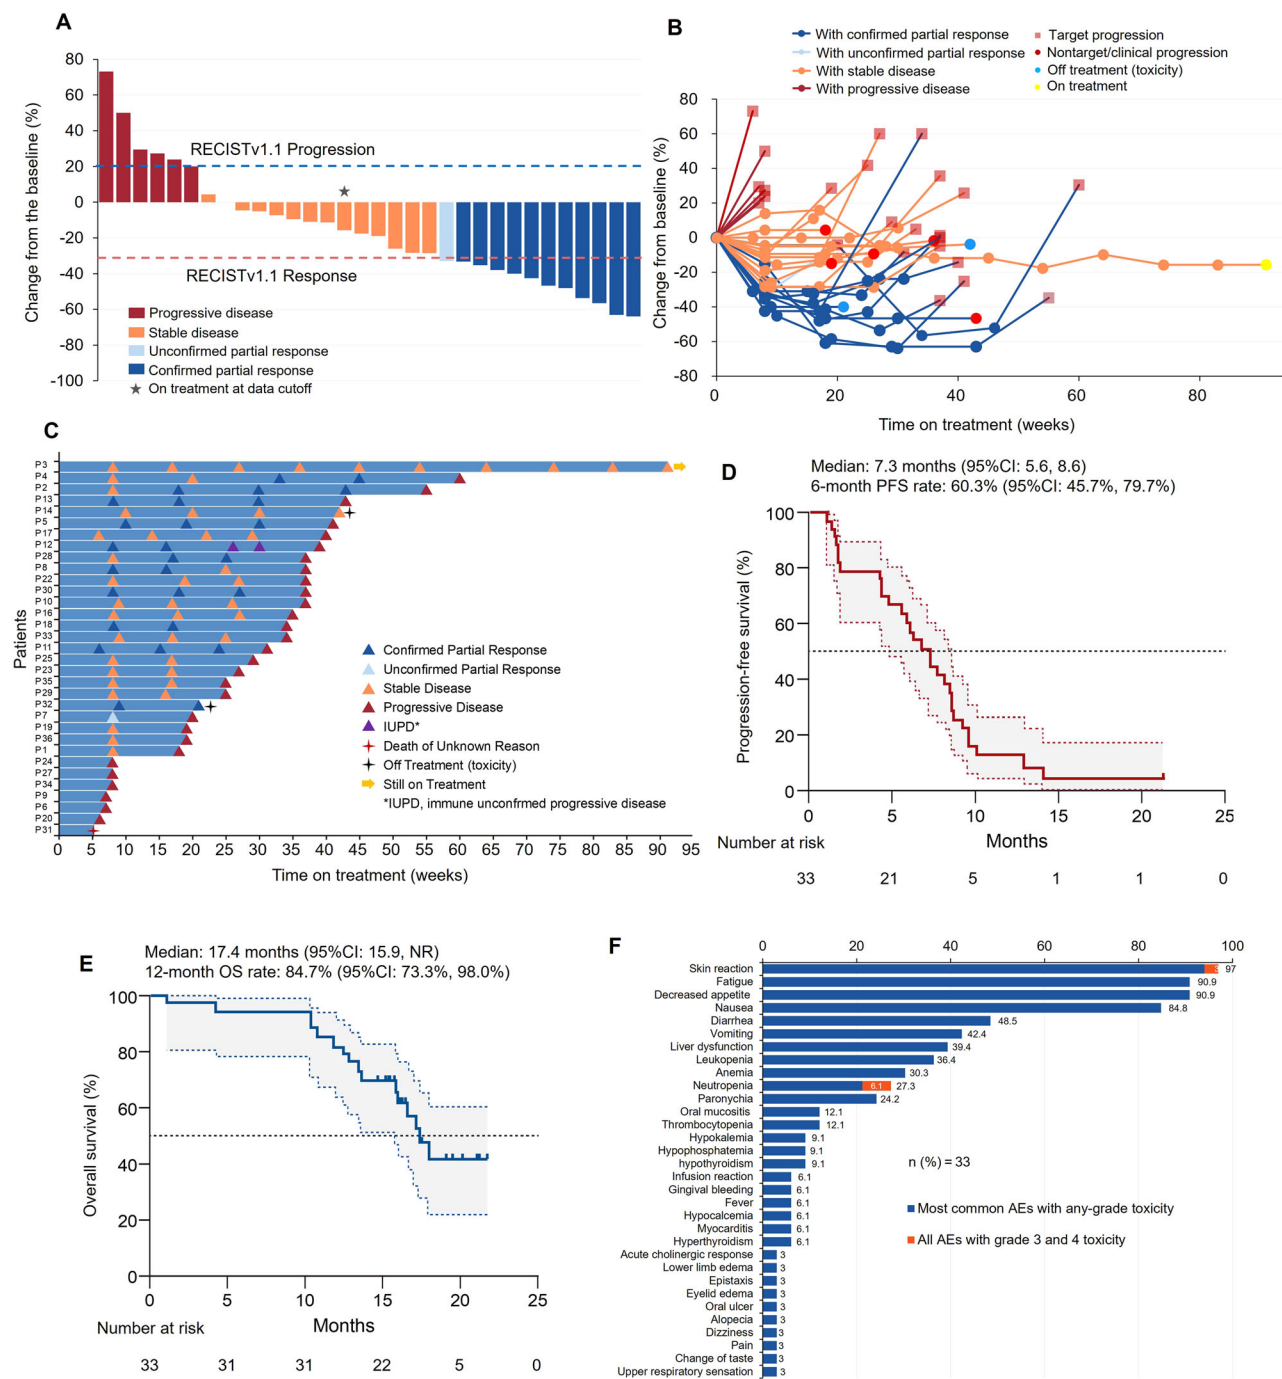 A
80
60
40
20
0
-20
-40
-60
-80
-100
Change from the baseline (%)
RECISTv1.1 Progression
RECISTv1.1 Response
Progressive disease
Stable disease
Unconfirmed partial response
Confirmed partial response
On treatment at data cutoff
B
With confirmed partial response
With unconfirmed partial response
With stable disease
With progressive disease
Target progression
Nontarget/clinical progression
Off treatment (toxicity)
On treatment
80
60
40
20
0
-20
-40
-60
-80
Change from baseline (%)
0 20 40 60 80
Time on treatment (weeks)
C
Patients
P3
P4
P2
P13
P14
P5
P17
P12
P28
P8
P22
P30
P10
P16
P18
P33
P11
P25
P23
P35
P29
P32
P7
P19
P36
P1
P24
P27
P34
P9
P6
P20
P31
Confirmed Partial Response
Unconfirmed Partial Response
Stable Disease
Progressive Disease
IUPD*
Death of Unknown Reason
Off Treatment (toxicity)
Still on Treatment
*IUPD, immune unconfrmed progressive disease
0 5 10 15 20 25 30 35 40 45 50 55 60 65 70 75 80 85 90 95
Time on treatment (weeks)
D
Median: 7.3 months (95%CI: 5.6, 8.6)
6-month PFS rate: 60.3% (95%CI: 45.7%, 79.7%)
100
80
60
40
20
0
Progression-free survival (%)
0 5 10 15 20 25
Number at risk
Months
33 21 5 1 1 0
E
Median: 17.4 months (95%CI: 15.9, NR)
12-month OS rate: 84.7% (95%CI: 73.3%, 98.0%)
100
80
60
40
20
0
Overall survival (%)
0 5 10 15 20 25
Number at risk
Months
33 31 31 22 5 0
F
0 20 40 60 80 100
Skin reaction 3 97
Fatigue 90.9
Decreased appetite 90.9
Nausea 84.8
Diarrhea 48.5
Vomiting 42.4
Liver dysfunction 39.4
Leukopenia 36.4
Anemia 30.3
Neutropenia 6.1 27.3
Paronychia 24.2
Oral mucositis 12.1
Thrombocytopenia 12.1
Hypokalemia 9.1
Hypophosphatemia 9.1
hypothyroidism 9.1
Infusion reaction 6.1
Gingival bleeding 6.1
Fever 6.1
Hypocalcemia 6.1
Myocarditis 6.1
Hyperthyroidism 6.1
Acute cholinergic response 3
Lower limb edema 3
Epistaxis 3
Eyelid edema 3
Oral ulcer 3
Alopecia 3
Dizziness 3
Pain 3
Change of taste 3
Upper respiratory sensation 3
n (%) = 33
Most common AEs with any-grade toxicity
All AEs with grade 3 and 4 toxicity